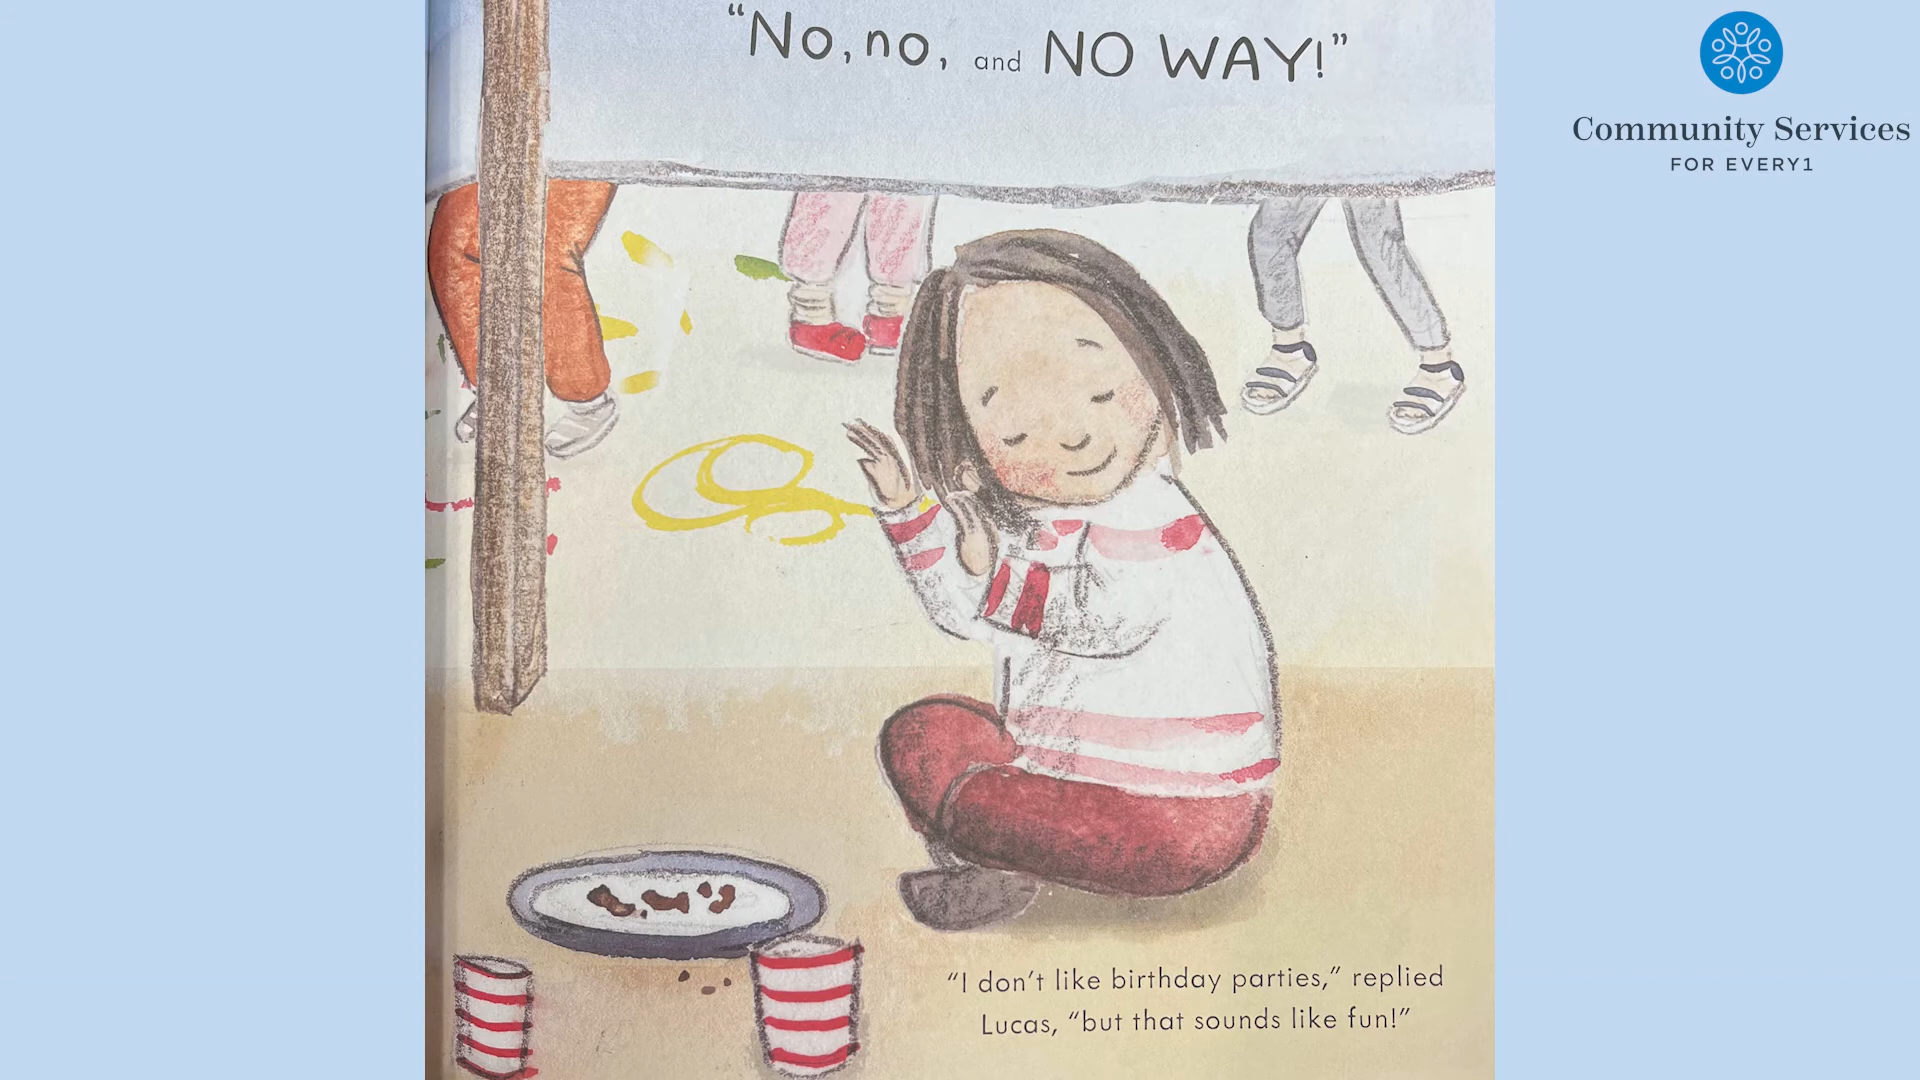 “No, no, and NO WAY!”
Community Services
FOR EVERY1
“I don’t like birthday parties,” replied
Lucas, “but that sounds like fun!”